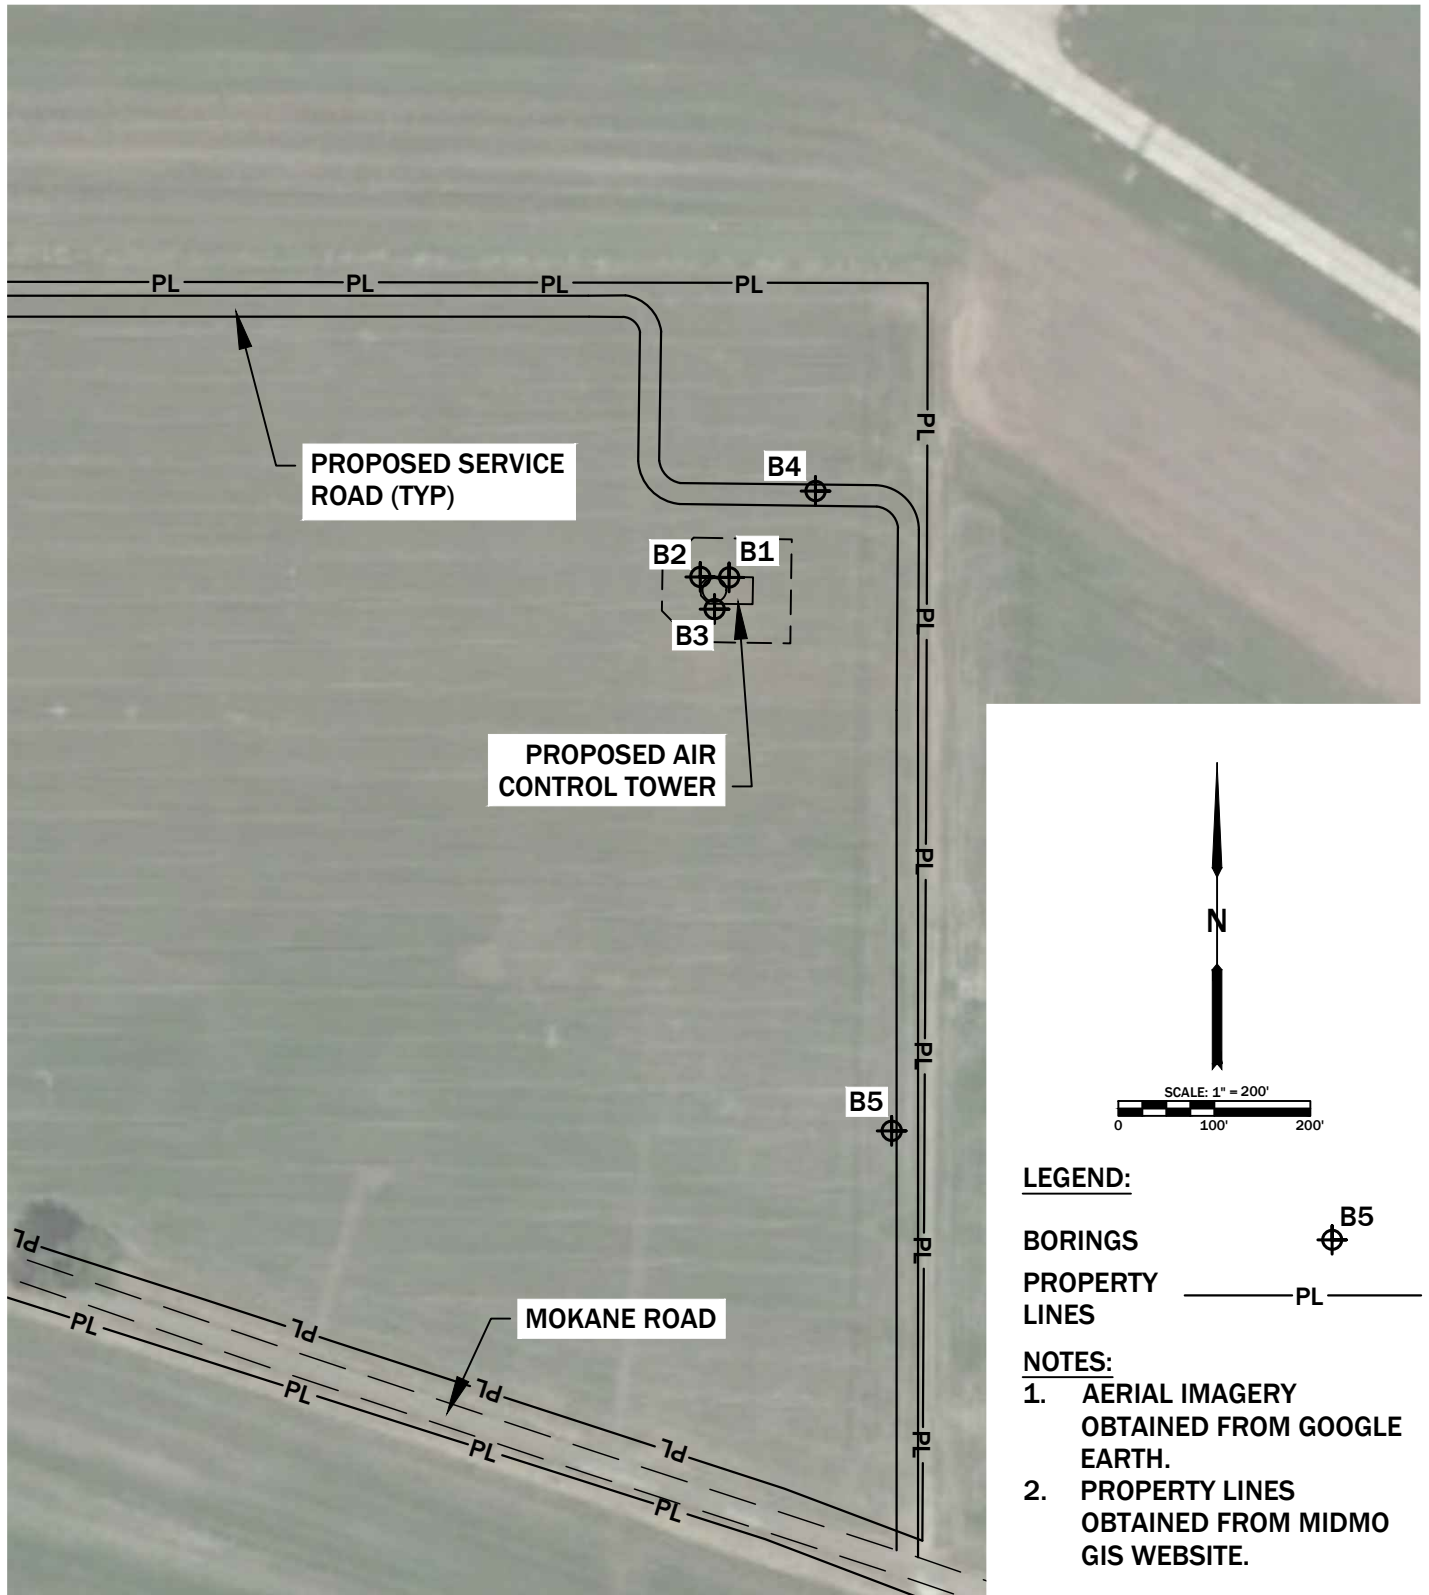 PL PL PL PL
PL
PROPOSED SERVICE
ROAD (TYP)
B4
B2 B1
B3
PL
PROPOSED AIR
CONTROL TOWER
PL
N
PL
SCALE: 1" = 200'
0 100' 200'
B5
LEGEND:
BORINGS B5
PROPERTY
LINES
PL
PL
PL
PL
PL
PL
PL
PL
PL
PL
PL
PL
MOKANE ROAD
NOTES:
1. AERIAL IMAGERY
OBTAINED FROM GOOGLE
EARTH.
2. PROPERTY LINES
OBTAINED FROM MIDMO
GIS WEBSITE.